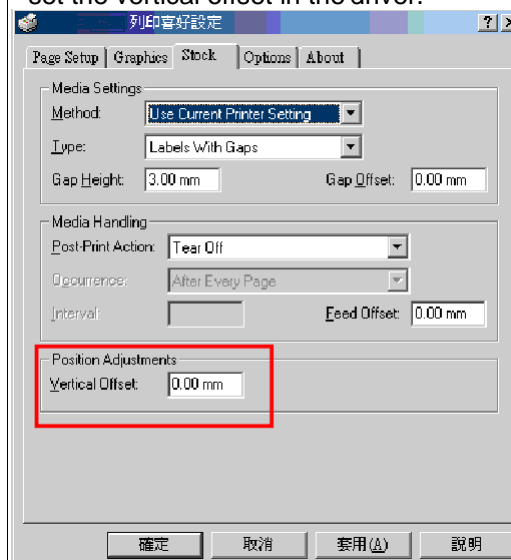 set the vertical offset in the driver.
列印喜好設定
Page Setup Graphics Stock Options About
Media Settings
Method: Use Current Printer Setting
Type: Labels With Gaps
Gap Height: 3.00 mm Gap Offset: 0.00 mm
Media Handling
Post-Print Action: Tear Off
Occurrence: After Every Page
Interval: Feed Offset: 0.00 mm
Position Adjustments
Vertical Offset: 0.00 mm
確定 取消 套用(A) 說明